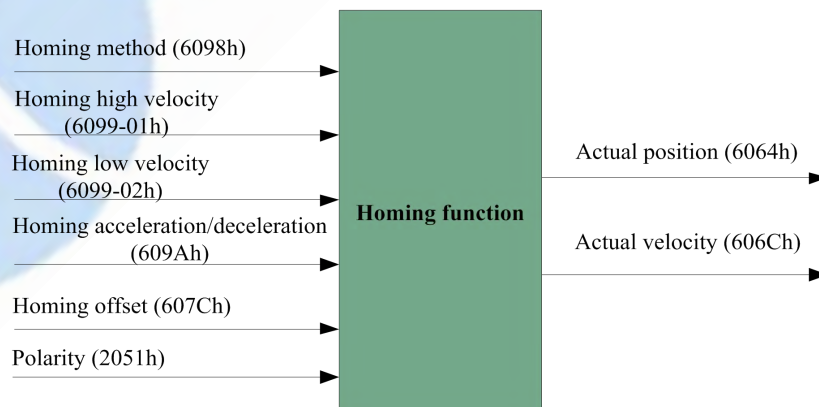 Homing method (6098h)
Homing high velocity
(6099-01h)
Homing low velocity
(6099-02h)
Homing acceleration/deceleration
(609Ah)
Homing offset (607Ch)
Polarity (2051h)
Homing function
Actual position (6064h)
Actual velocity (606Ch)